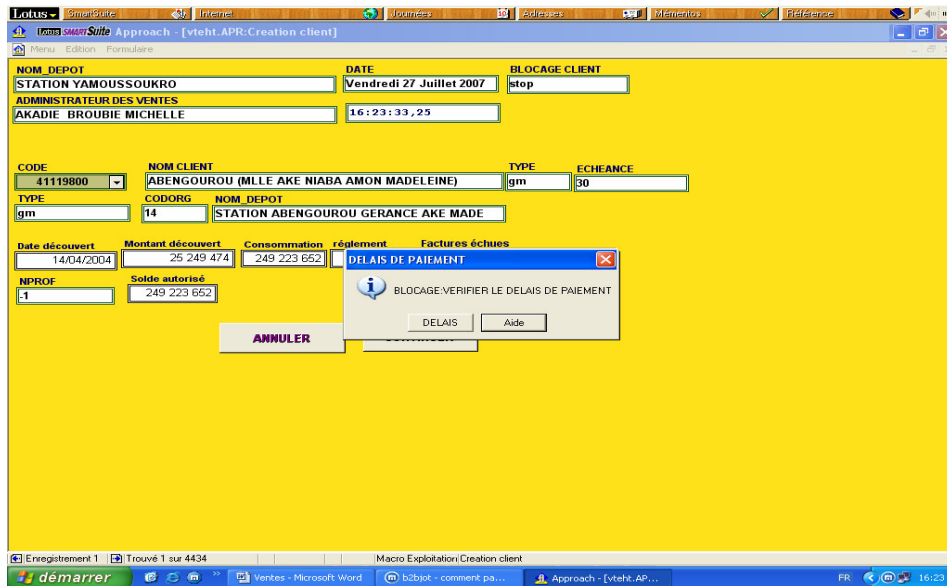 Lotus SmartSuite Internet Journées Adresses Mémentos Référence
Lotus SMARTSuite Approach - [vteht.APR:Creation client]
Menu Edition Formulaire
NOM_DEPOT DATE BLOCAGE CLIENT
STATION YAMOUSSOUKRO Vendredi 27 Juillet 2007 stop
ADMINISTRATEUR DES VENTES
AKADIE BROUBIE MICHELLE 16:23:33,25
CODE NOM CLIENT TYPE ECHEANCE
41119800 ABENGOUROU (MLLE AKE NIABA AMON MADELEINE) gm 30
TYPE CODORG NOM_DEPOT
gm 14 STATION ABENGOUROU GERANCE AKE MADE
Date découvert Montant découvert Consommation réglement Factures échues
14/04/2004 25 249 474 249 223 652
DELAIS DE PAIEMENT
NPROF Solde autorisé
-1 249 223 652
BLOCAGE:VERIFIER LE DELAIS DE PAIEMENT
DELAIS Aide
ANNULER
Enregistrement 1 Trouvé 1 sur 4434 Macro Exploitation Creation client
démarrer Ventes - Microsoft Word b2bjot - comment pa... Approach - [vteht.AP... FR 16:23